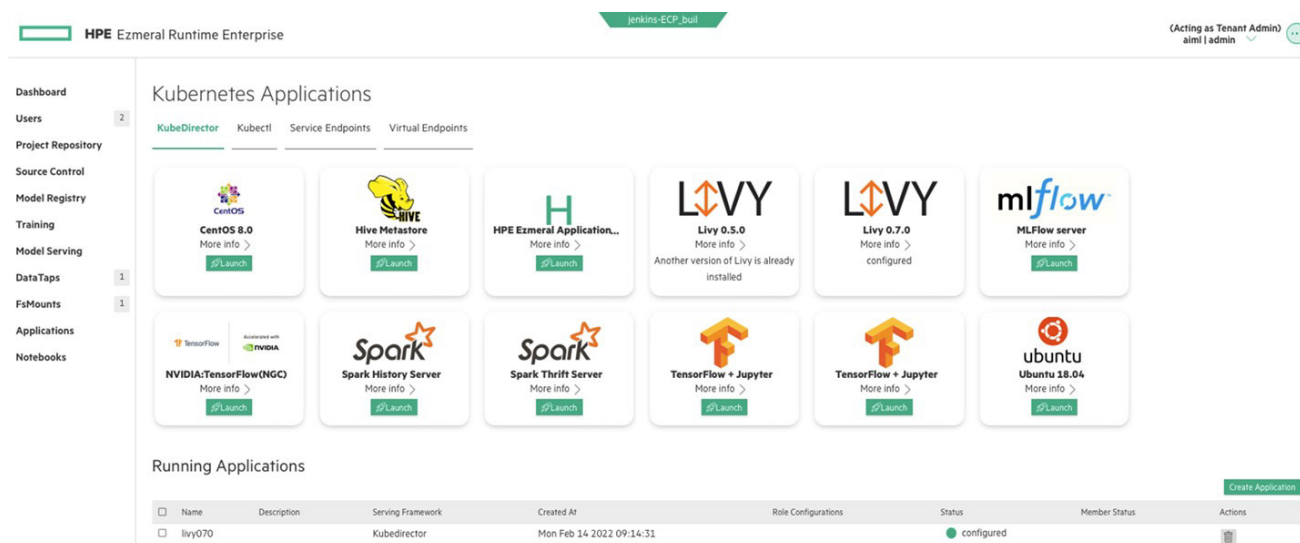 jenkins-ECP_buil
HPE Ezmeral Runtime Enterprise
(Acting as Tenant Admin)
aiml | admin
Dashboard
Users 2
Project Repository
Source Control
Model Registry
Training
Model Serving
DataTaps 1
FsMounts 1
Applications
Notebooks
Kubernetes Applications
KubeDirector Kubectl Service Endpoints Virtual Endpoints
CentOS
CentOS 8.0
More info >
Launch
HIVE
Hive Metastore
More info >
Launch
H
HPE Ezmeral Application...
More info >
Launch
LIVY
Livy 0.5.0
More info >
Another version of Livy is already
installed
LIVY
Livy 0.7.0
More info >
configured
mlflow
MLFlow server
More info >
Launch
TensorFlow
Accelerated with
NVIDIA
NVIDIA:TensorFlow(NGC)
More info >
Launch
Spark
Spark History Server
More info >
Launch
Spark
Spark Thrift Server
More info >
Launch
TensorFlow + Jupyter
More info >
Launch
TensorFlow + Jupyter
More info >
Launch
ubuntu
Ubuntu 18.04
More info >
Launch
Running Applications
Create Application
Name Description Serving Framework Created At Role Configurations Status Member Status Actions
livy070 Kubedirector Mon Feb 14 2022 09:14:31 configured